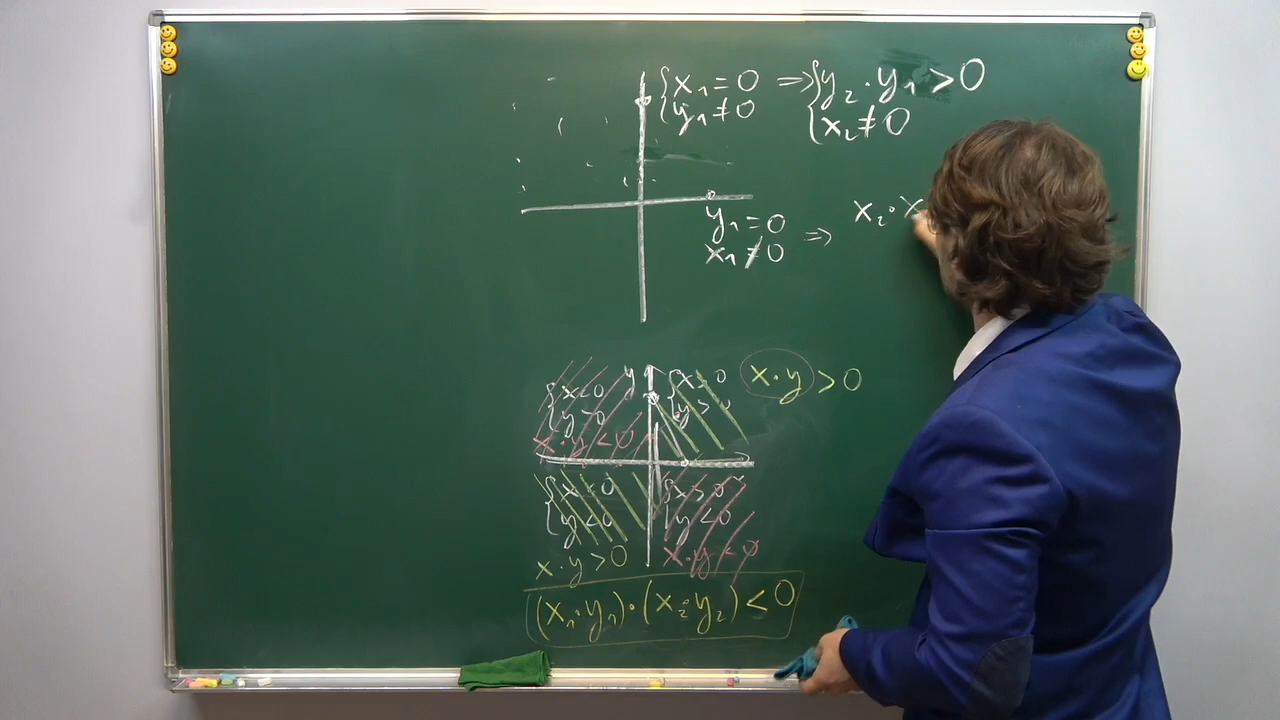 {x₁ = 0 ⇒ {y₂ · y₁ > 0
{y₁ ≠ 0 {x₂ ≠ 0
y₁ = 0 ⇒ x₂ · x
x₁ ≠ 0
{x < 0 y {x > 0 x · y > 0
{y > 0 {y > 0
x · y < 0
{x < 0 {x > 0
{y < 0 {y < 0
x · y > 0 x · y < 0
(x₁ · y₁) · (x₂ · y₂) < 0